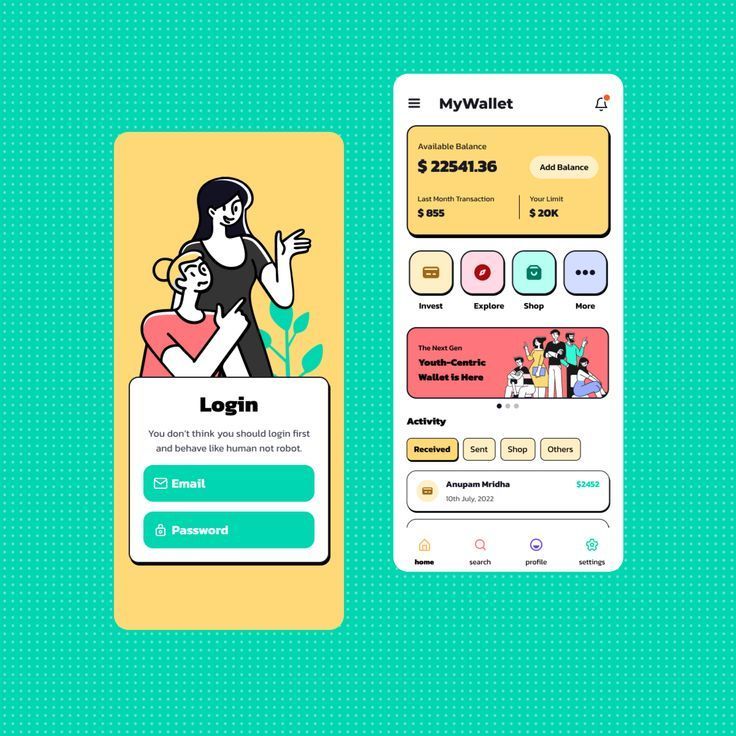 Login
You don't think you should login first
and behave like human not robot.
Email
Password
MyWallet
Available Balance
$ 22541.36
Add Balance
Last Month Transaction
Your Limit
$ 855
$ 20K
Invest
Explore
Shop
More
The Next Gen
Youth-Centric
Wallet is Here
Activity
Received
Sent
Shop
Others
Anupam Mridha
$2452
10th July, 2022
home
search
profile
settings